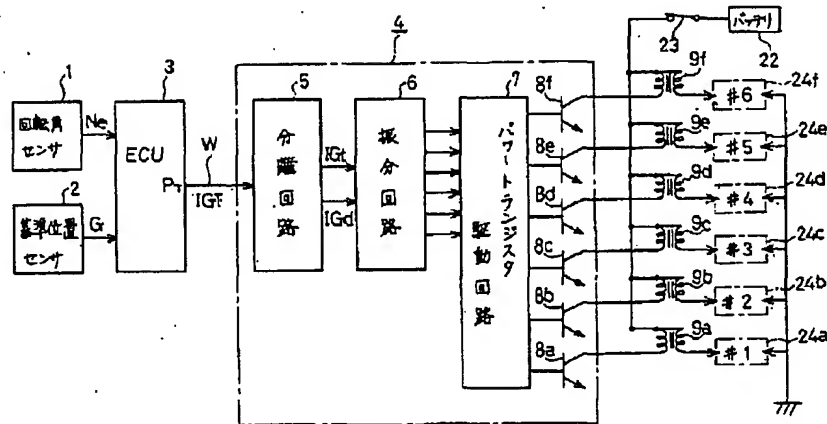 4
バッテリ
22
23
1
回転角
センサ
Ne
2
基準位置
センサ
G
3
ECU
P₁
W
IGT
5
分離回路
IGt
IGd
6
振分回路
7
パワートランジスタ
駆動回路
8f
8e
8d
8c
8b
8a
9f
9e
9d
9c
9b
9a
#6
#5
#4
#3
#2
#1
24f
24e
24d
24c
24b
24a